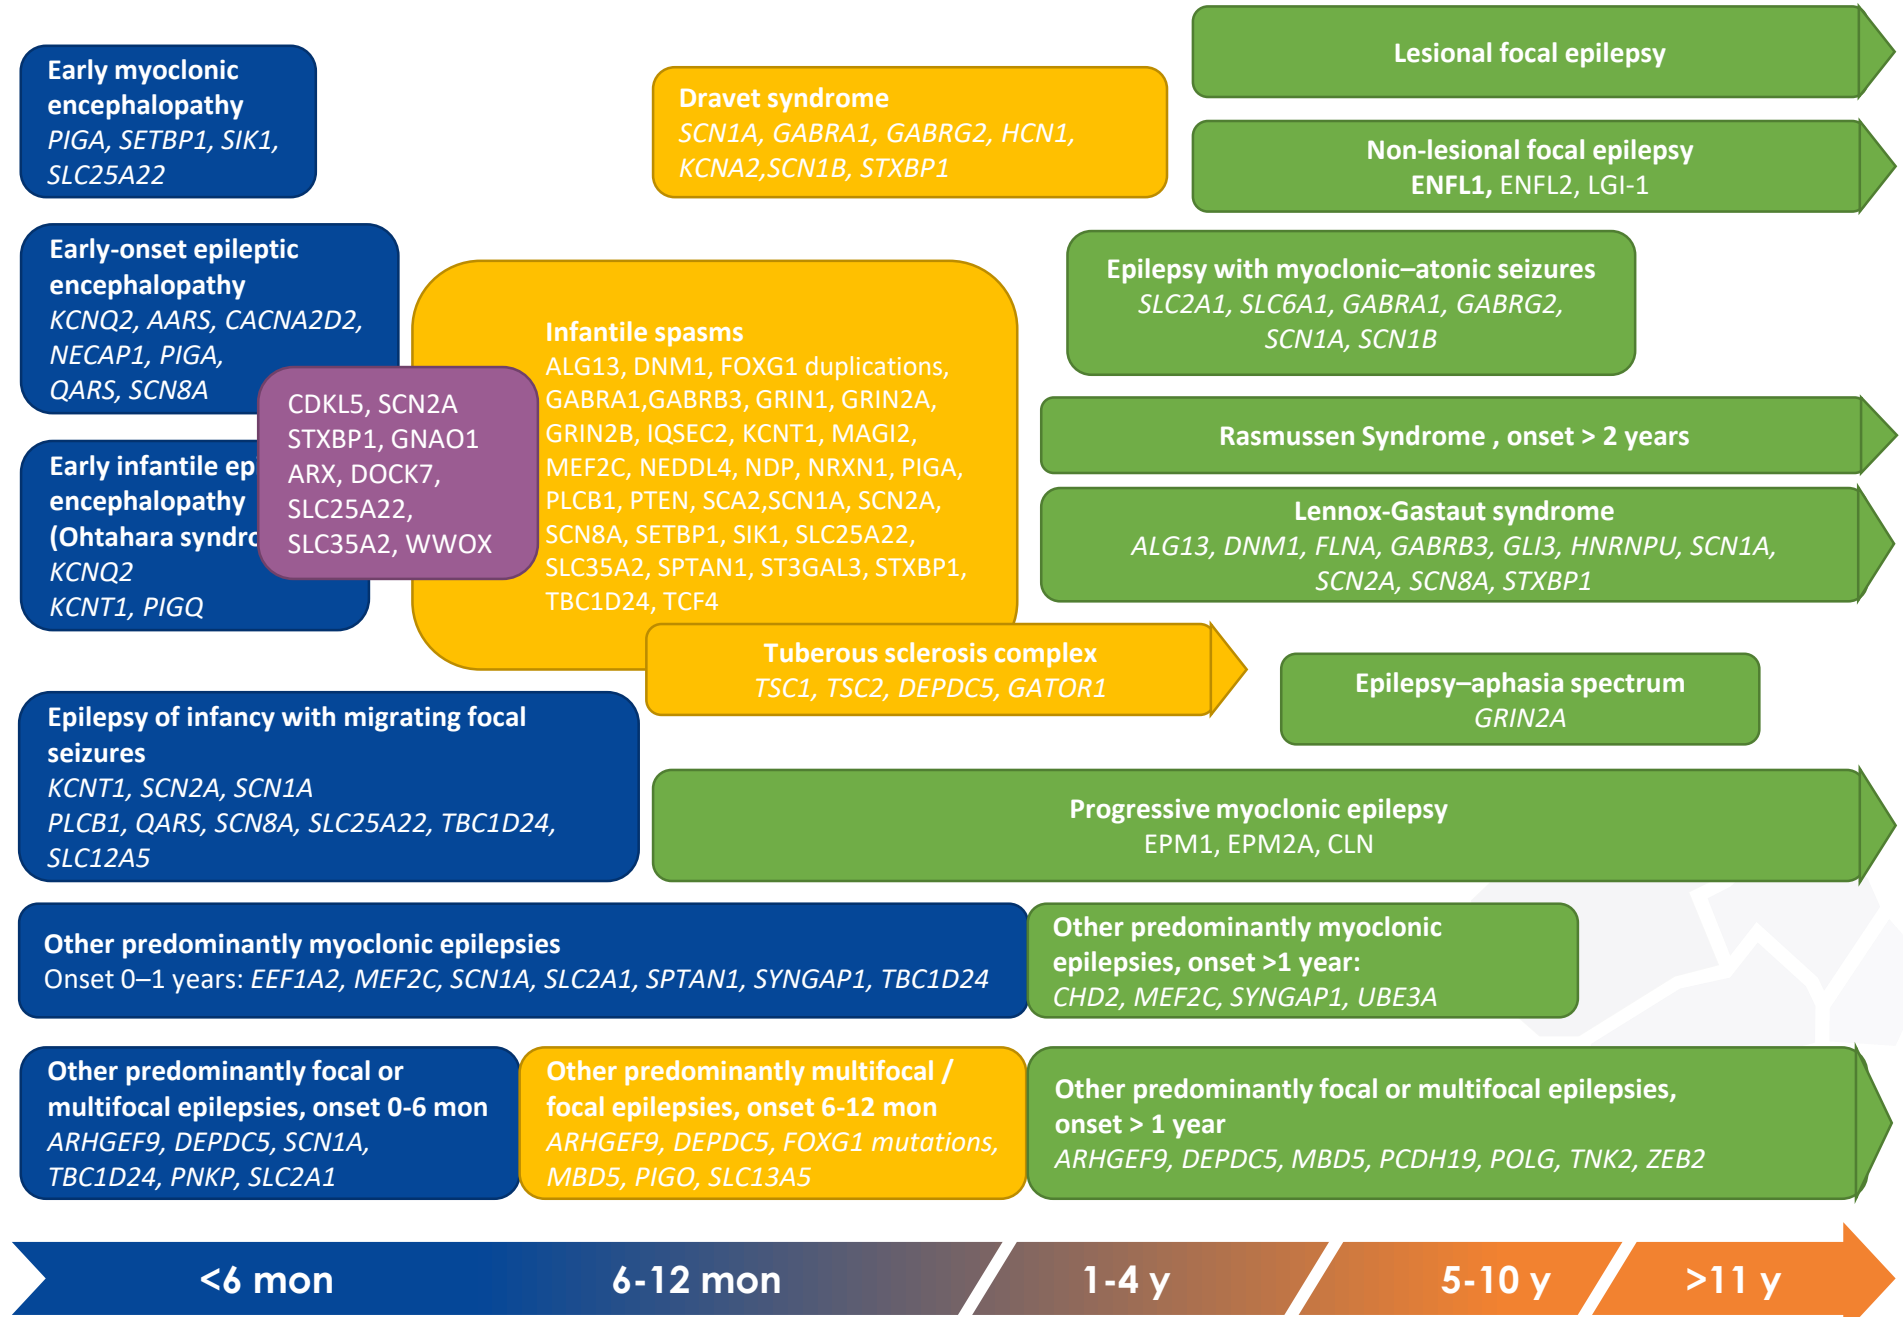 Early myoclonic
encephalopathy
PIGA, SETBP1, SIK1,
SLC25A22
Dravet syndrome
SCN1A, GABRA1, GABRG2, HCN1,
KCNA2,SCN1B, STXBP1
Lesional focal epilepsy
Non-lesional focal epilepsy
ENFL1, ENFL2, LGI-1
Early-onset epileptic
encephalopathy
KCNQ2, AARS, CACNA2D2,
NECAP1, PIGA,
QARS, SCN8A
Epilepsy with myoclonic–atonic seizures
SLC2A1, SLC6A1, GABRA1, GABRG2,
SCN1A, SCN1B
Infantile spasms
ALG13, DNM1, FOXG1 duplications,
GABRA1,GABRB3, GRIN1, GRIN2A,
GRIN2B, IQSEC2, KCNT1, MAGI2,
MEF2C, NEDDL4, NDP, NRXN1, PIGA,
PLCB1, PTEN, SCA2,SCN1A, SCN2A,
SCN8A, SETBP1, SIK1, SLC25A22,
SLC35A2, SPTAN1, ST3GAL3, STXBP1,
TBC1D24, TCF4
CDKL5, SCN2A
STXBP1, GNAO1
ARX, DOCK7,
SLC25A22,
SLC35A2, WWOX
Early infantile ep
encephalopathy
(Ohtahara syndro
KCNQ2
KCNT1, PIGQ
Rasmussen Syndrome , onset > 2 years
Lennox-Gastaut syndrome
ALG13, DNM1, FLNA, GABRB3, GLI3, HNRNPU, SCN1A,
SCN2A, SCN8A, STXBP1
Tuberous sclerosis complex
TSC1, TSC2, DEPDC5, GATOR1
Epilepsy–aphasia spectrum
GRIN2A
Epilepsy of infancy with migrating focal
seizures
KCNT1, SCN2A, SCN1A
PLCB1, QARS, SCN8A, SLC25A22, TBC1D24,
SLC12A5
Progressive myoclonic epilepsy
EPM1, EPM2A, CLN
Other predominantly myoclonic epilepsies
Onset 0–1 years: EEF1A2, MEF2C, SCN1A, SLC2A1, SPTAN1, SYNGAP1, TBC1D24
Other predominantly myoclonic
epilepsies, onset >1 year:
CHD2, MEF2C, SYNGAP1, UBE3A
Other predominantly focal or
multifocal epilepsies, onset 0-6 mon
ARHGEF9, DEPDC5, SCN1A,
TBC1D24, PNKP, SLC2A1
Other predominantly multifocal /
focal epilepsies, onset 6-12 mon
ARHGEF9, DEPDC5, FOXG1 mutations,
MBD5, PIGO, SLC13A5
Other predominantly focal or multifocal epilepsies,
onset > 1 year
ARHGEF9, DEPDC5, MBD5, PCDH19, POLG, TNK2, ZEB2
<6 mon
6-12 mon
1-4 y
5-10 y
>11 y